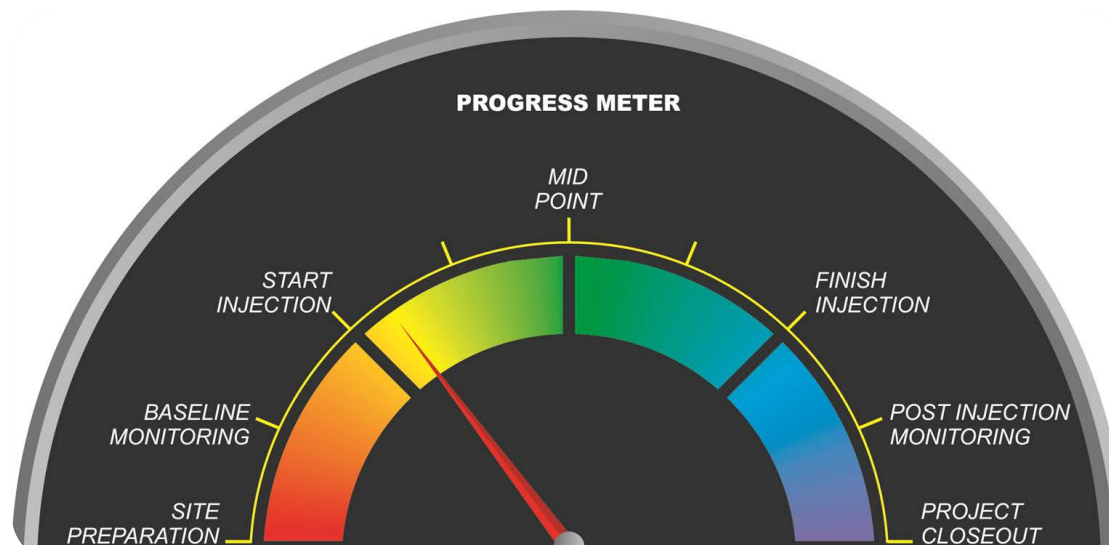 PROGRESS METER
MID
POINT
START
INJECTION
FINISH
INJECTION
BASELINE
MONITORING
POST INJECTION
MONITORING
SITE
PREPARATION
PROJECT
CLOSEOUT